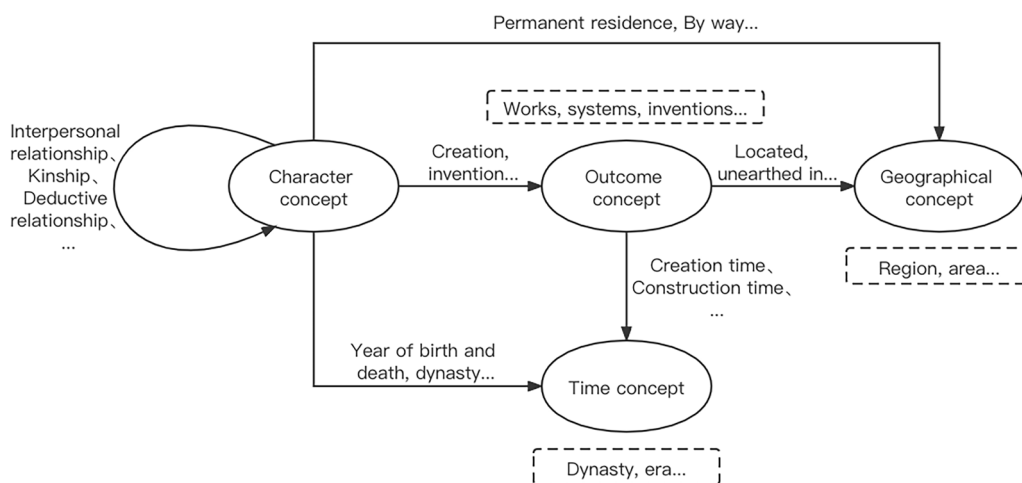 Permanent residence, By way...
Works, systems, inventions...
Interpersonal
relationship、
Kinship、
Deductive
relationship、
...
Character
concept
Creation,
invention...
Outcome
concept
Located,
unearthed in...
Geographical
concept
Region, area...
Creation time、
Construction time、
...
Year of birth and
death, dynasty...
Time concept
Dynasty, era...